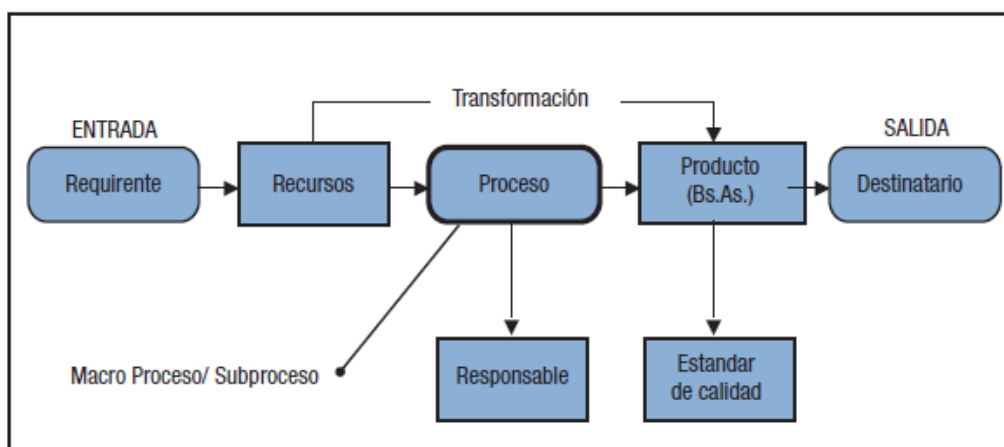 Transformación
ENTRADA
SALIDA
Requirente
Recursos
Proceso
Producto
(Bs.As.)
Destinatario
Macro Proceso/ Subproceso
Responsable
Estandar
de calidad